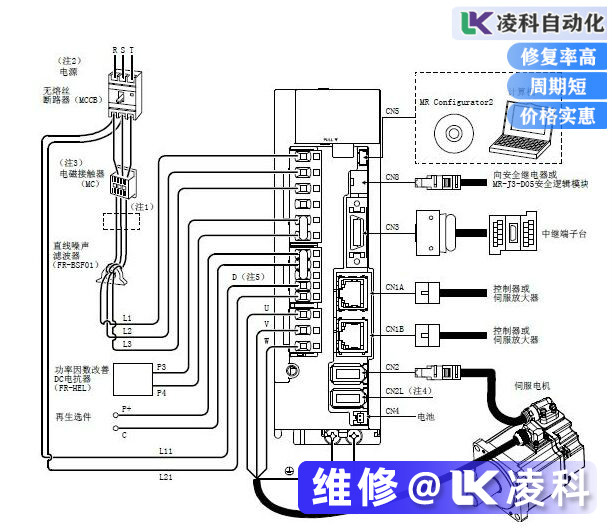 LK 凌科自动化
修复率高
周期短
价格实惠
(注2)
电源
R S T
无熔丝
断路器(MCCB)
(注3)
电磁接触器
(MC)
(注1)
直线噪声
滤波器
(FR-BSF01)
L1
L2
L3
功率因数改善
DC电抗器
(FR-HEL)
P3
P4
再生选件
P+
C
L11
L21
D(注5)
U
V
W
PULL
CN5
MR Configurator2
CN8
向安全继电器或
MR-J3-D05安全逻辑模块
CN3
中继端子台
CN1A
控制器或
伺服放大器
CN1B
控制器或
伺服放大器
CN2
CN2L(注4)
CN4
电池
伺服电机
维修@LK凌科